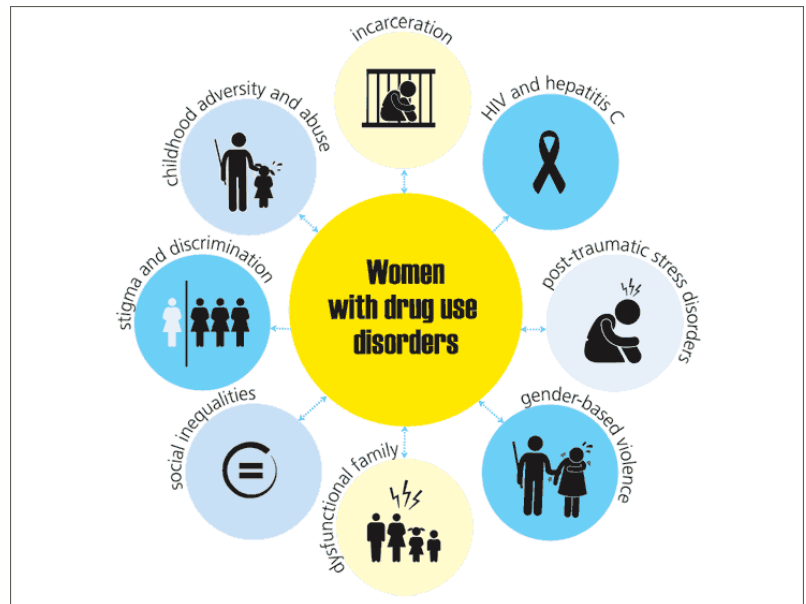 incarceration
HIV and hepatitis C
post-traumatic stress disorders
gender-based violence
dysfunctional family
social inequalities
stigma and discrimination
childhood adversity and abuse
Women
with drug use
disorders